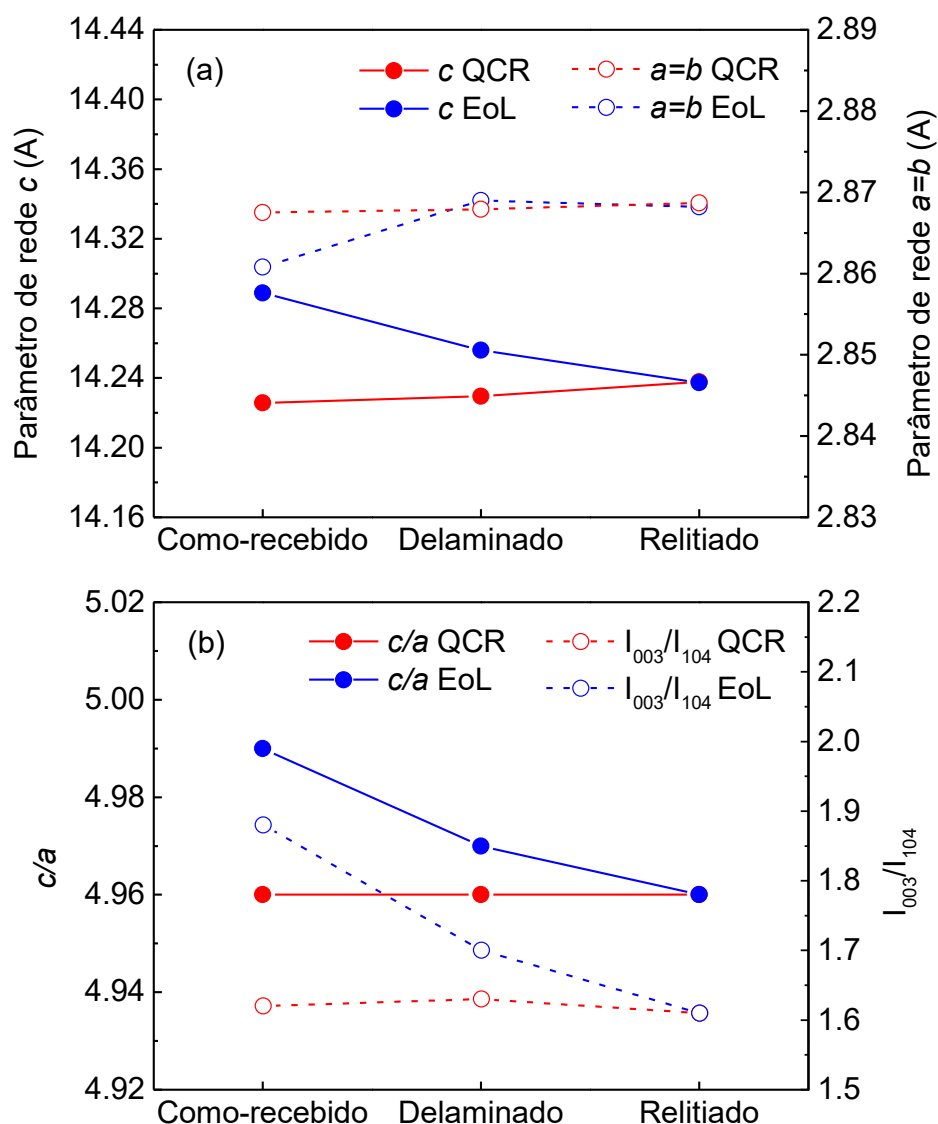 (a)
c QCR
a=b QCR
c EoL
a=b EoL
Parâmetro de rede c (A)
14.44
14.40
14.36
14.32
14.28
14.24
14.20
14.16
Parâmetro de rede a=b (A)
2.89
2.88
2.87
2.86
2.85
2.84
2.83
Como-recebido Delaminado Relitiado
(b)
c/a QCR
I003/I104 QCR
c/a EoL
I003/I104 EoL
c/a
5.02
5.00
4.98
4.96
4.94
4.92
I003/I104
2.2
2.1
2.0
1.9
1.8
1.7
1.6
1.5
Como-recebido Delaminado Relitiado